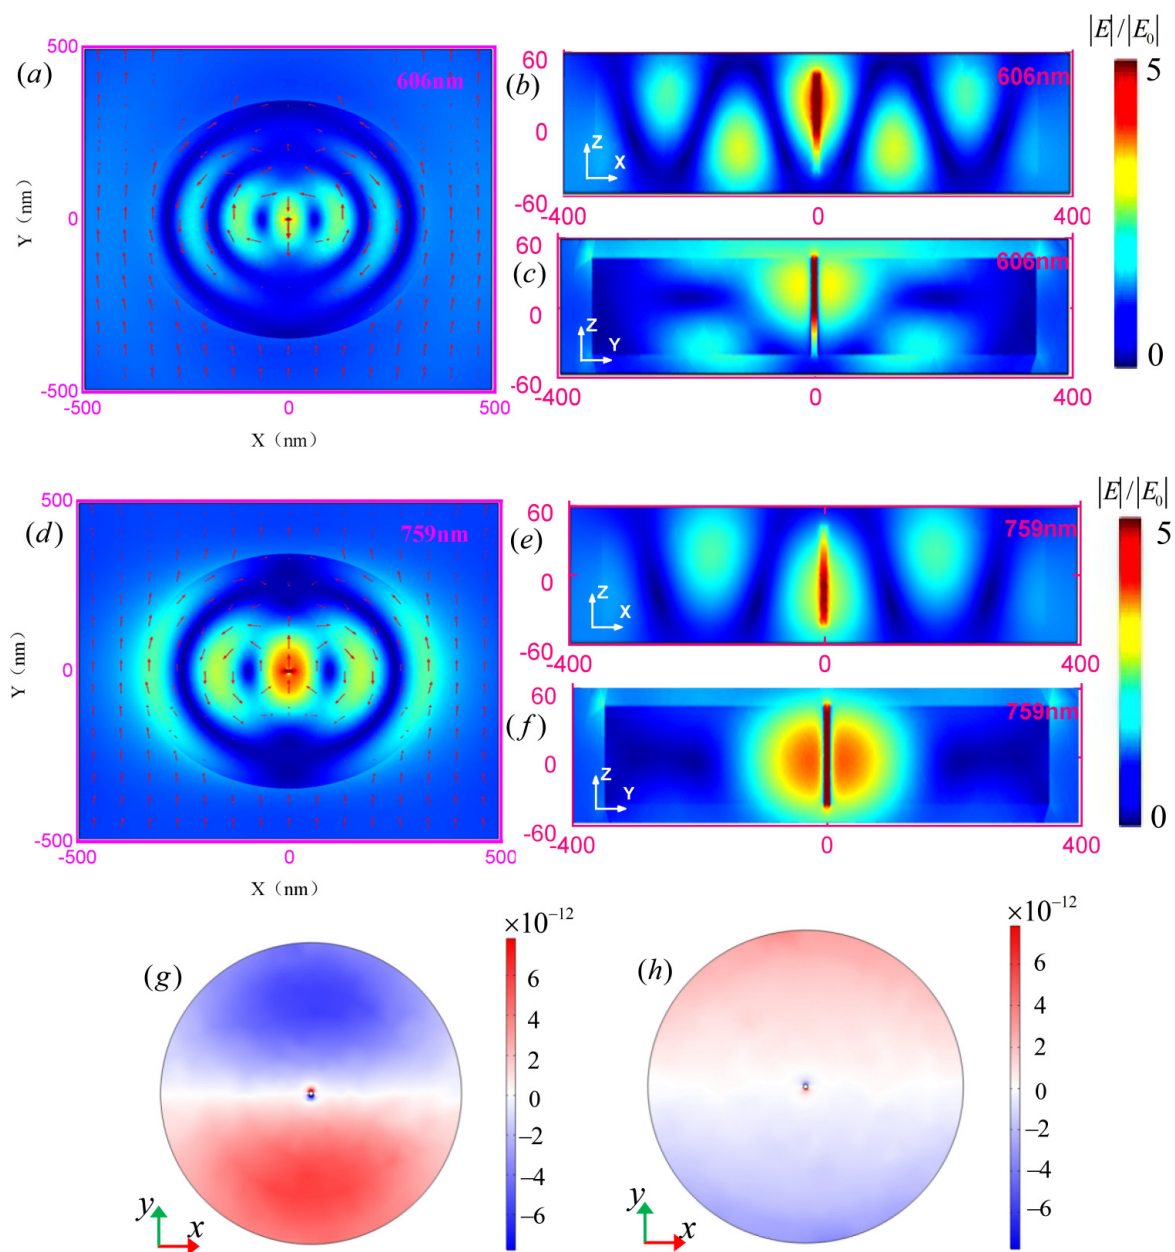 (a)
606nm
500
0
-500
Y（nm）
-500
0
500
X（nm）
(b)
606nm
60
0
-60
Z
X
-400
0
400
(c)
606nm
60
0
-60
Z
Y
-400
0
400
|E|/|E₀|
5
0
(d)
759nm
500
0
-500
Y（nm）
-500
0
500
X（nm）
(e)
759nm
60
0
-60
Z
X
-400
0
400
(f)
759nm
60
0
-60
Z
Y
-400
0
400
|E|/|E₀|
5
0
(g)
×10⁻¹²
6
4
2
0
−2
−4
−6
y
x
(h)
×10⁻¹²
6
4
2
0
−2
−4
−6
y
x